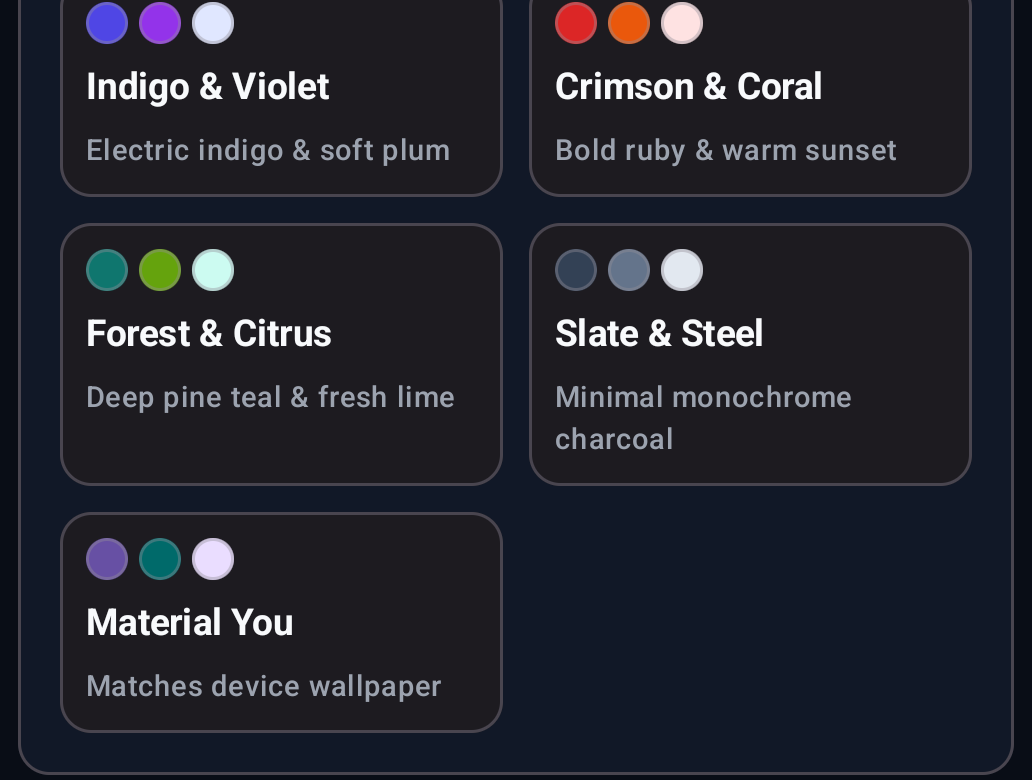 Indigo & Violet
Electric indigo & soft plum
Crimson & Coral
Bold ruby & warm sunset
Forest & Citrus
Deep pine teal & fresh lime
Slate & Steel
Minimal monochrome
charcoal
Material You
Matches device wallpaper